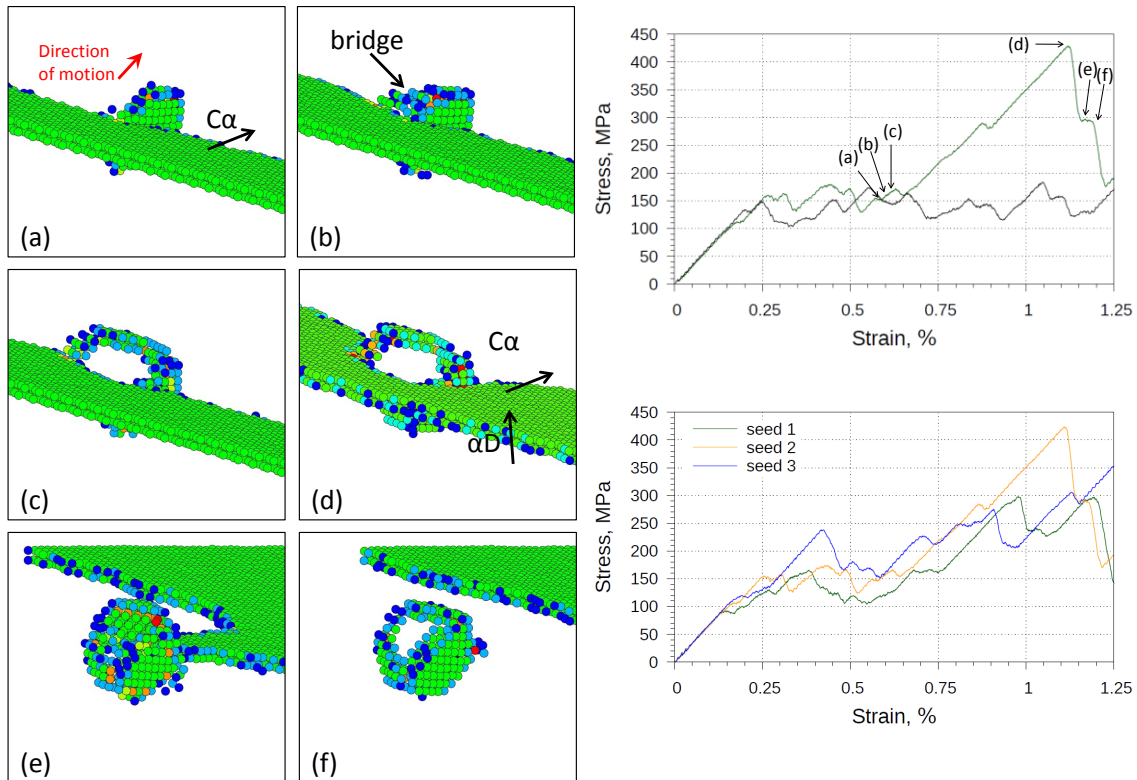 Direction
of motion
Cα
(a)
bridge
(b)
(c)
Cα
αD
(d)
(e)
(f)
450
400
350
300
250
200
150
100
50
0
Stress, MPa
(d)
(e)
(f)
(c)
(b)
(a)
0 0.25 0.5 0.75 1 1.25
Strain, %
450
400
350
300
250
200
150
100
50
0
Stress, MPa
seed 1
seed 2
seed 3
0 0.25 0.5 0.75 1 1.25
Strain, %